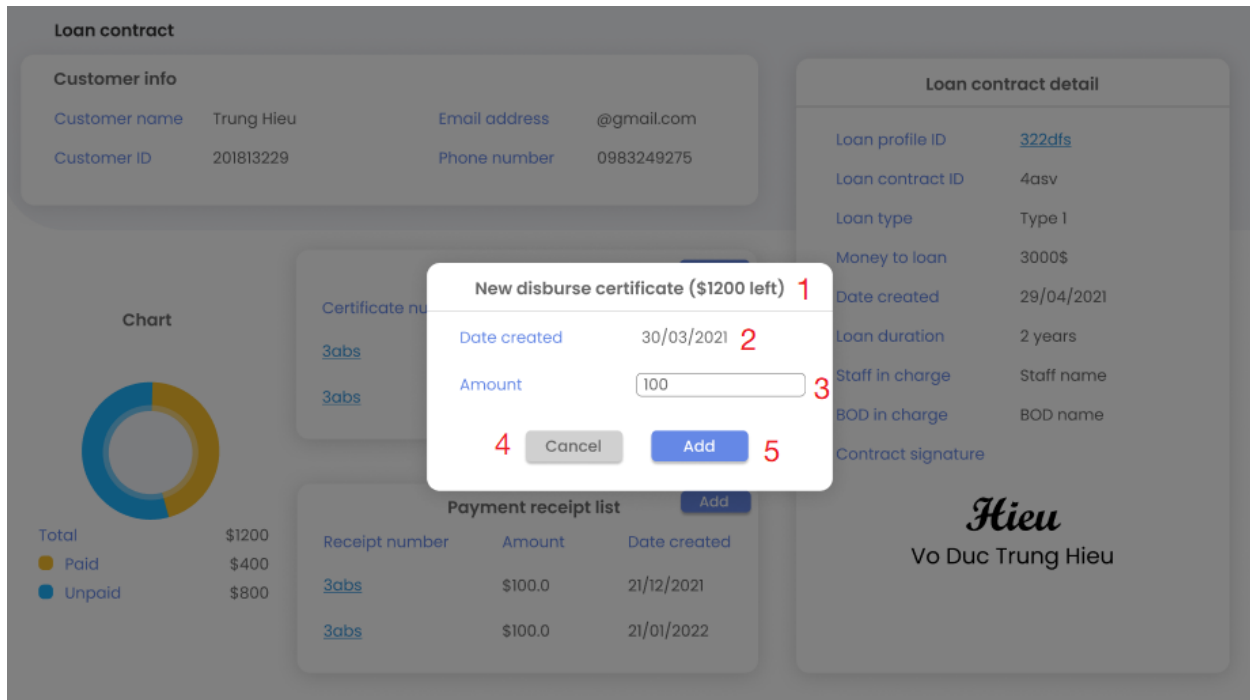 Loan contract
Customer info
Customer name Trung Hieu Email address @gmail.com
Customer ID 201813229 Phone number 0983249275
Loan contract detail
Loan profile ID 322dfs
Loan contract ID 4asv
Loan type Type 1
Money to loan 3000$
Date created 29/04/2021
Loan duration 2 years
Staff in charge Staff name
BOD in charge BOD name
Contract signature
Hieu
Vo Duc Trung Hieu
New disburse certificate ($1200 left) 1
Date created 30/03/2021 2
Amount 100 3
4 Cancel Add 5
Certificate nu
3abs
3abs
Chart
Total $1200
Paid $400
Unpaid $800
Payment receipt list Add
Receipt number Amount Date created
3abs $100.0 21/12/2021
3abs $100.0 21/01/2022